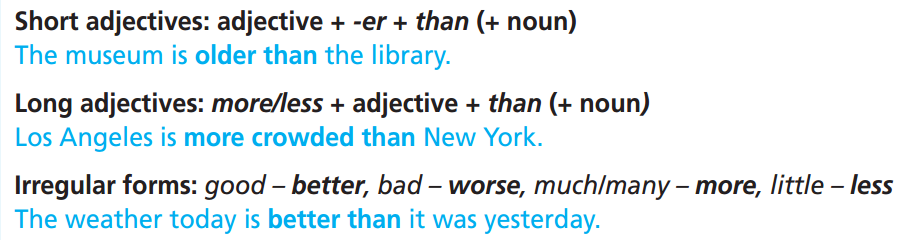 Short adjectives: adjective + -er + than (+ noun)
The museum is older than the library.
Long adjectives: more/less + adjective + than (+ noun)
Los Angeles is more crowded than New York.
Irregular forms: good – better, bad – worse, much/many – more, little – less
The weather today is better than it was yesterday.